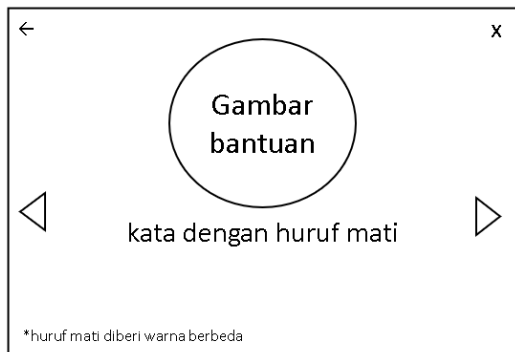 ← x
Gambar
bantuan
kata dengan huruf mati
*huruf mati diberi warna berbeda